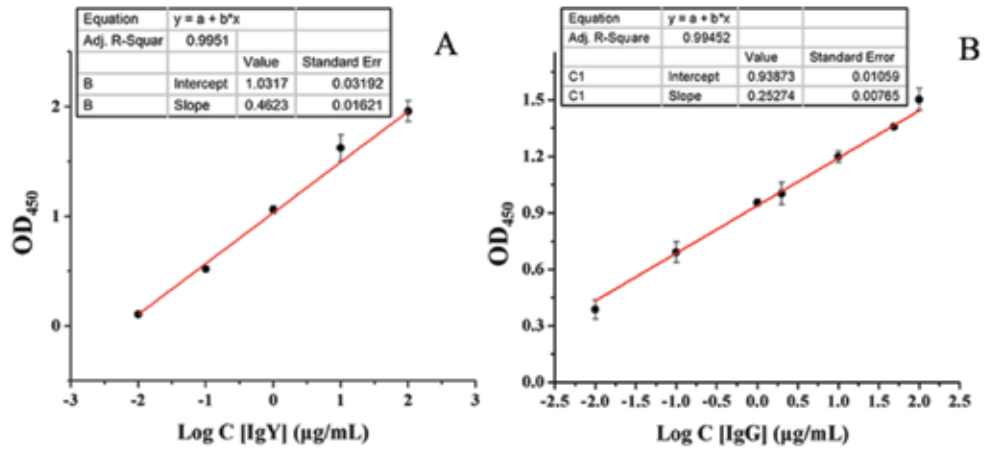 Equation y = a + b*x
Adj. R-Squar 0.9951
Value Standard Err
B Intercept 1.0317 0.03192
B Slope 0.4623 0.01621
A
2
1
0
OD450
-3 -2 -1 0 1 2 3
Log C [IgY] (µg/mL)
Equation y = a + b*x
Adj. R-Square 0.99452
Value Standard Error
C1 Intercept 0.93873 0.01059
C1 Slope 0.25274 0.00765
B
1.5
1.2
0.9
0.6
0.3
0.0
OD450
-2.5 -2.0 -1.5 -1.0 -0.5 0.0 0.5 1.0 1.5 2.0 2.5
Log C [IgG] (µg/mL)